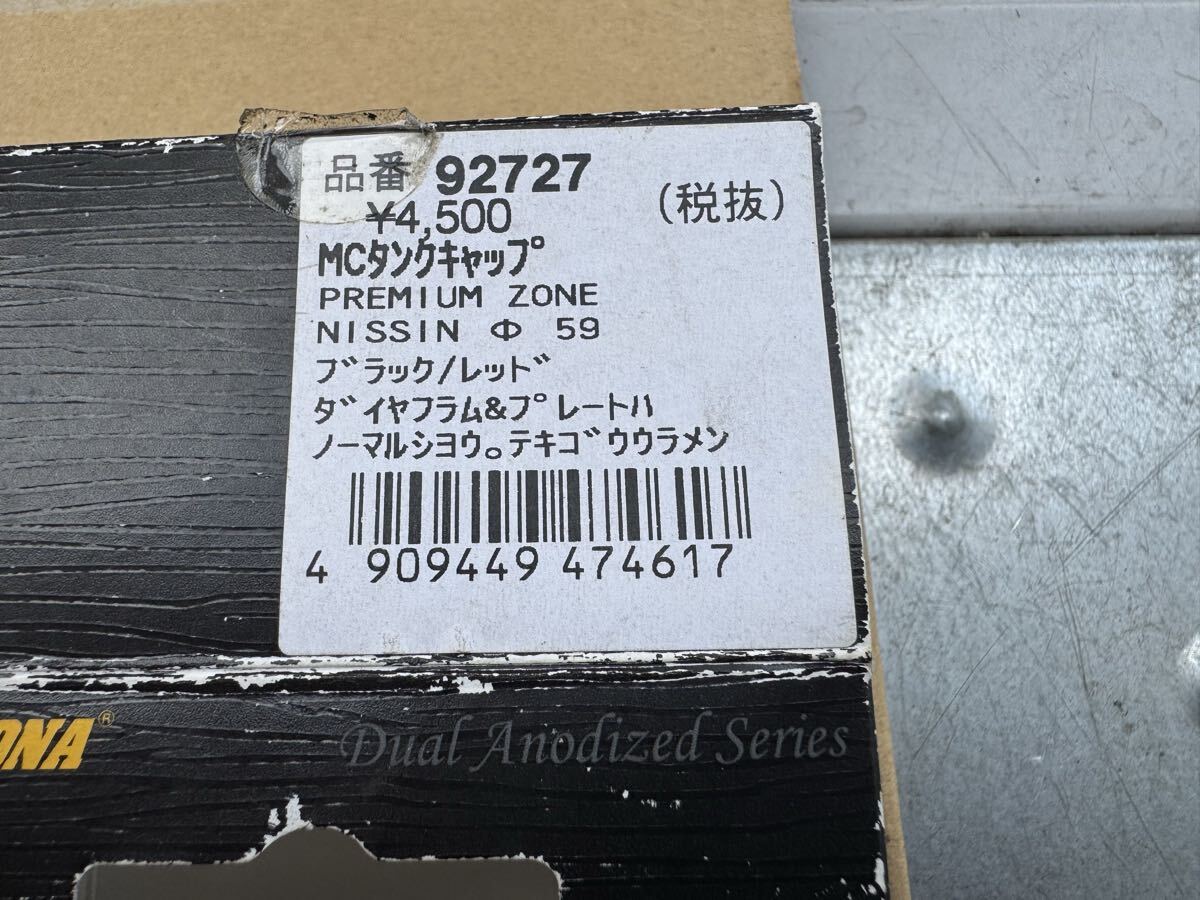 品番 92727
¥4,500 (税抜)
MCタンクキャップ
PREMIUM ZONE
NISSIN Φ 59
ブラック/レッド
ダイヤフラム&プレートハ
ノーマルショウ。テキゴウウラメン
4 909449 474617
ONA®
Dual Anodized Series